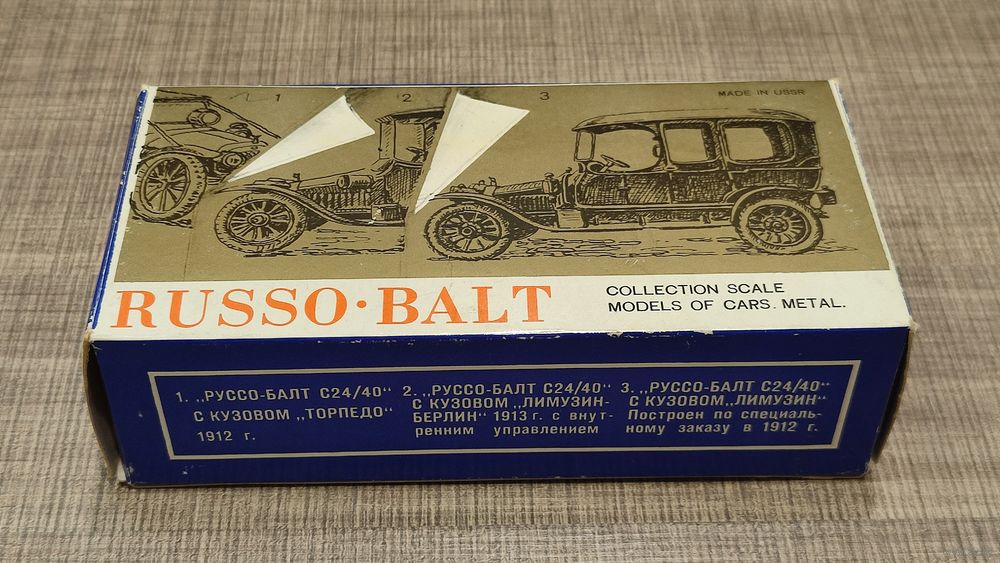 1 2 3 MADE IN USSR
RUSSO·BALT
COLLECTION SCALE
MODELS OF CARS. METAL.
1. „РУССО-БАЛТ С24/40“
С КУЗОВОМ „ТОРПЕДО“
1912 г.
2. „РУССО-БАЛТ С24/40“
С КУЗОВОМ „ЛИМУЗИН-
БЕРЛИН“ 1913 г. с внут-
ренним управлением
3. „РУССО-БАЛТ С24/40“
С КУЗОВОМ „ЛИМУЗИН“
Построен по специаль-
ному заказу в 1912 г.